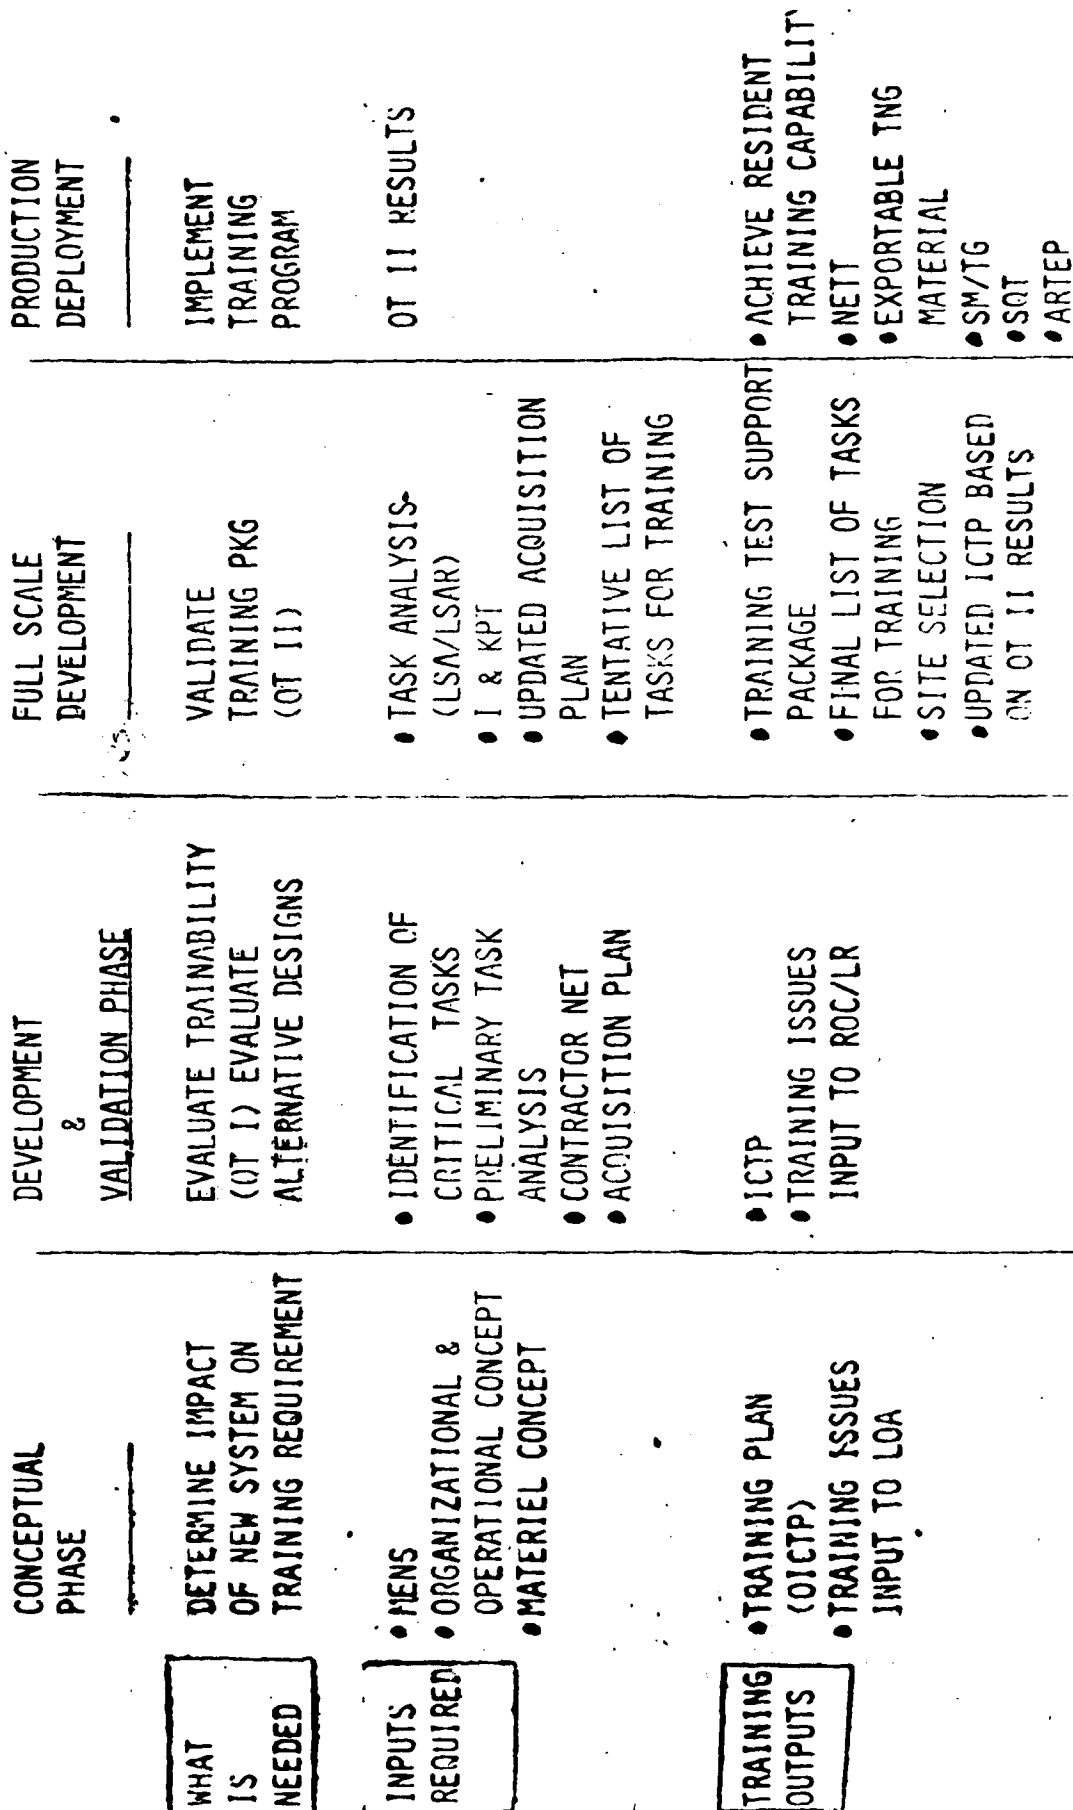 CONCEPTUAL
PHASE
DEVELOPMENT
&
VALIDATION PHASE
FULL SCALE
DEVELOPMENT
PRODUCTION
DEPLOYMENT
WHAT
IS
NEEDED
DETERMINE IMPACT
OF NEW SYSTEM ON
TRAINING REQUIREMENT
EVALUATE TRAINABILITY
(OT I) EVALUATE
ALTERNATIVE DESIGNS
VALIDATE
TRAINING PKG
(OT II)
IMPLEMENT
TRAINING
PROGRAM
INPUTS
REQUIRED
• MENS
• ORGANIZATIONAL &
OPERATIONAL CONCEPT
• MATERIEL CONCEPT
• IDENTIFICATION OF
CRITICAL TASKS
• PRELIMINARY TASK
ANALYSIS
• CONTRACTOR NET
• ACQUISITION PLAN
• TASK ANALYSIS
(LSA/LSAR)
• I & KPT
• UPDATED ACQUISITION
PLAN
• TENTATIVE LIST OF
TASKS FOR TRAINING
OT II RESULTS
TRAINING
OUTPUTS
• TRAINING PLAN
(OICTP)
• TRAINING ISSUES
INPUT TO LOA
• ICTP
• TRAINING ISSUES
INPUT TO ROC/LR
• TRAINING TEST SUPPORT
PACKAGE
• FINAL LIST OF TASKS
FOR TRAINING
• SITE SELECTION
• UPDATED ICTP BASED
ON OT II RESULTS
• ACHIEVE RESIDENT
TRAINING CAPABILITY
• NETT
• EXPORTABLE TNG
MATERIAL
• SM/TG
• SQT
• ARTEP